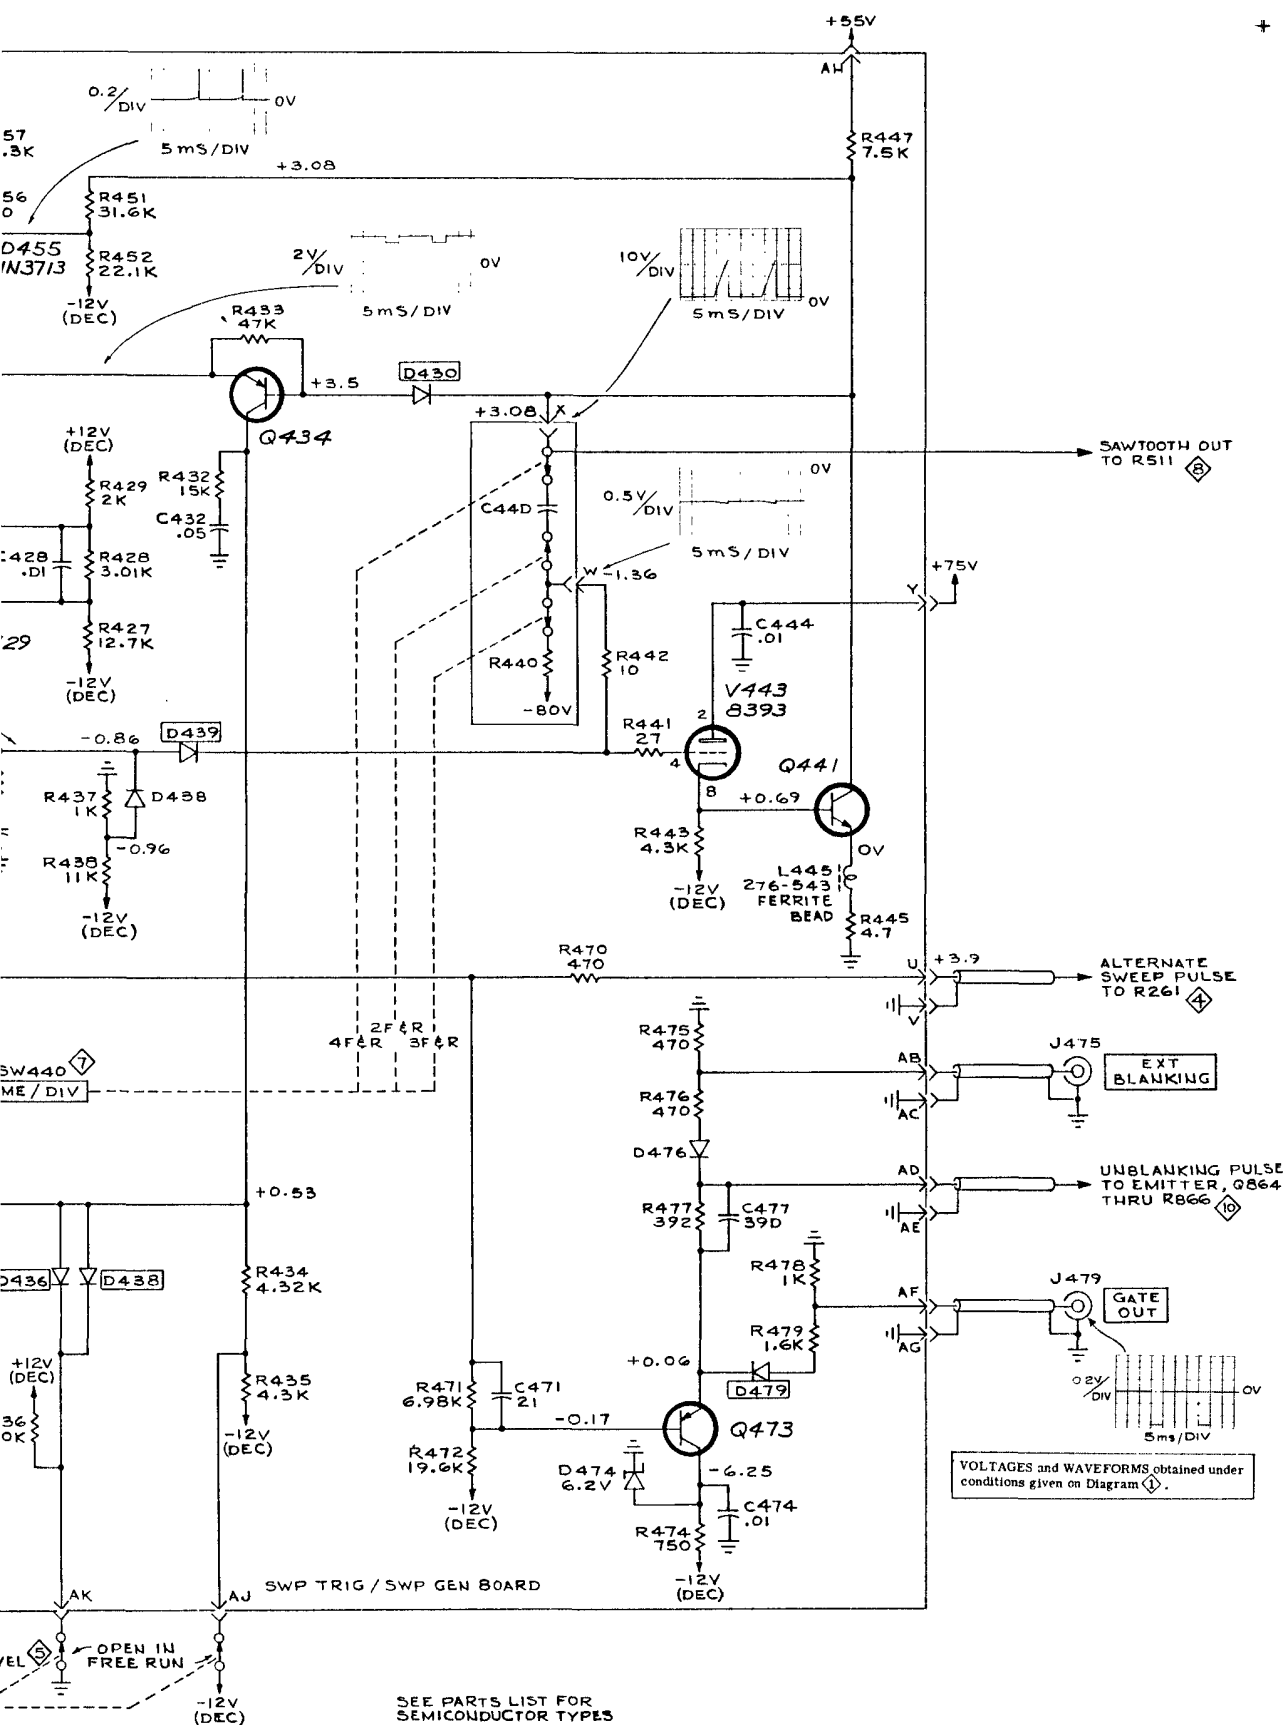 +55V
+
AH
0.2/DIV
0V
5mS/DIV
57
.3K
R447
7.5K
+3.08
56
0
R451
31.6K
D455
1N3713
R452
22.1K
-12V
(DEC)
2V/DIV
0V
5mS/DIV
10V/DIV
0V
5mS/DIV
R433
47K
+3.5
D430
Q434
+3.08
X
SAWTOOTH OUT
TO R511 8
+12V
(DEC)
R429
2K
R432
15K
C432
.05
C440
0V
0.5V/DIV
5mS/DIV
C428
.01
R428
3.01K
W
-1.36
+75V
Y
29
R427
12.7K
-12V
(DEC)
C444
.01
R440
-80V
R442
10
V443
8393
2
4
8
R441
27
-0.86
D439
Q441
+0.69
R437
1K
D438
R438
11K
-0.96
-12V
(DEC)
R443
4.3K
-12V
(DEC)
0V
L445
276-543
FERRITE
BEAD
R445
4.7
R470
470
U
+3.9
ALTERNATE
SWEEP PULSE
TO R261 4
V
4F&R
2F&R
3F&R
SW440 7
ME/DIV
R475
470
AB
J475
EXT
BLANKING
R476
470
AC
D476
AD
UNBLANKING PULSE
TO EMITTER, Q864
THRU R866 10
+0.53
R477
392
C477
390
AE
D436
D438
R434
4.32K
R478
1K
AF
J479
GATE
OUT
R479
1.6K
AG
+12V
(DEC)
36
0K
R435
4.3K
-12V
(DEC)
+0.06
D479
R471
6.98K
C471
21
-0.17
Q473
0.2V/DIV
0V
5ms/DIV
R472
19.6K
-12V
(DEC)
D474
6.2V
-6.25
C474
.01
R474
750
-12V
(DEC)
VOLTAGES and WAVEFORMS obtained under
conditions given on Diagram 1.
AK
AJ
SWP TRIG / SWP GEN BOARD
VEL 5
OPEN IN
FREE RUN
-12V
(DEC)
SEE PARTS LIST FOR
SEMICONDUCTOR TYPES